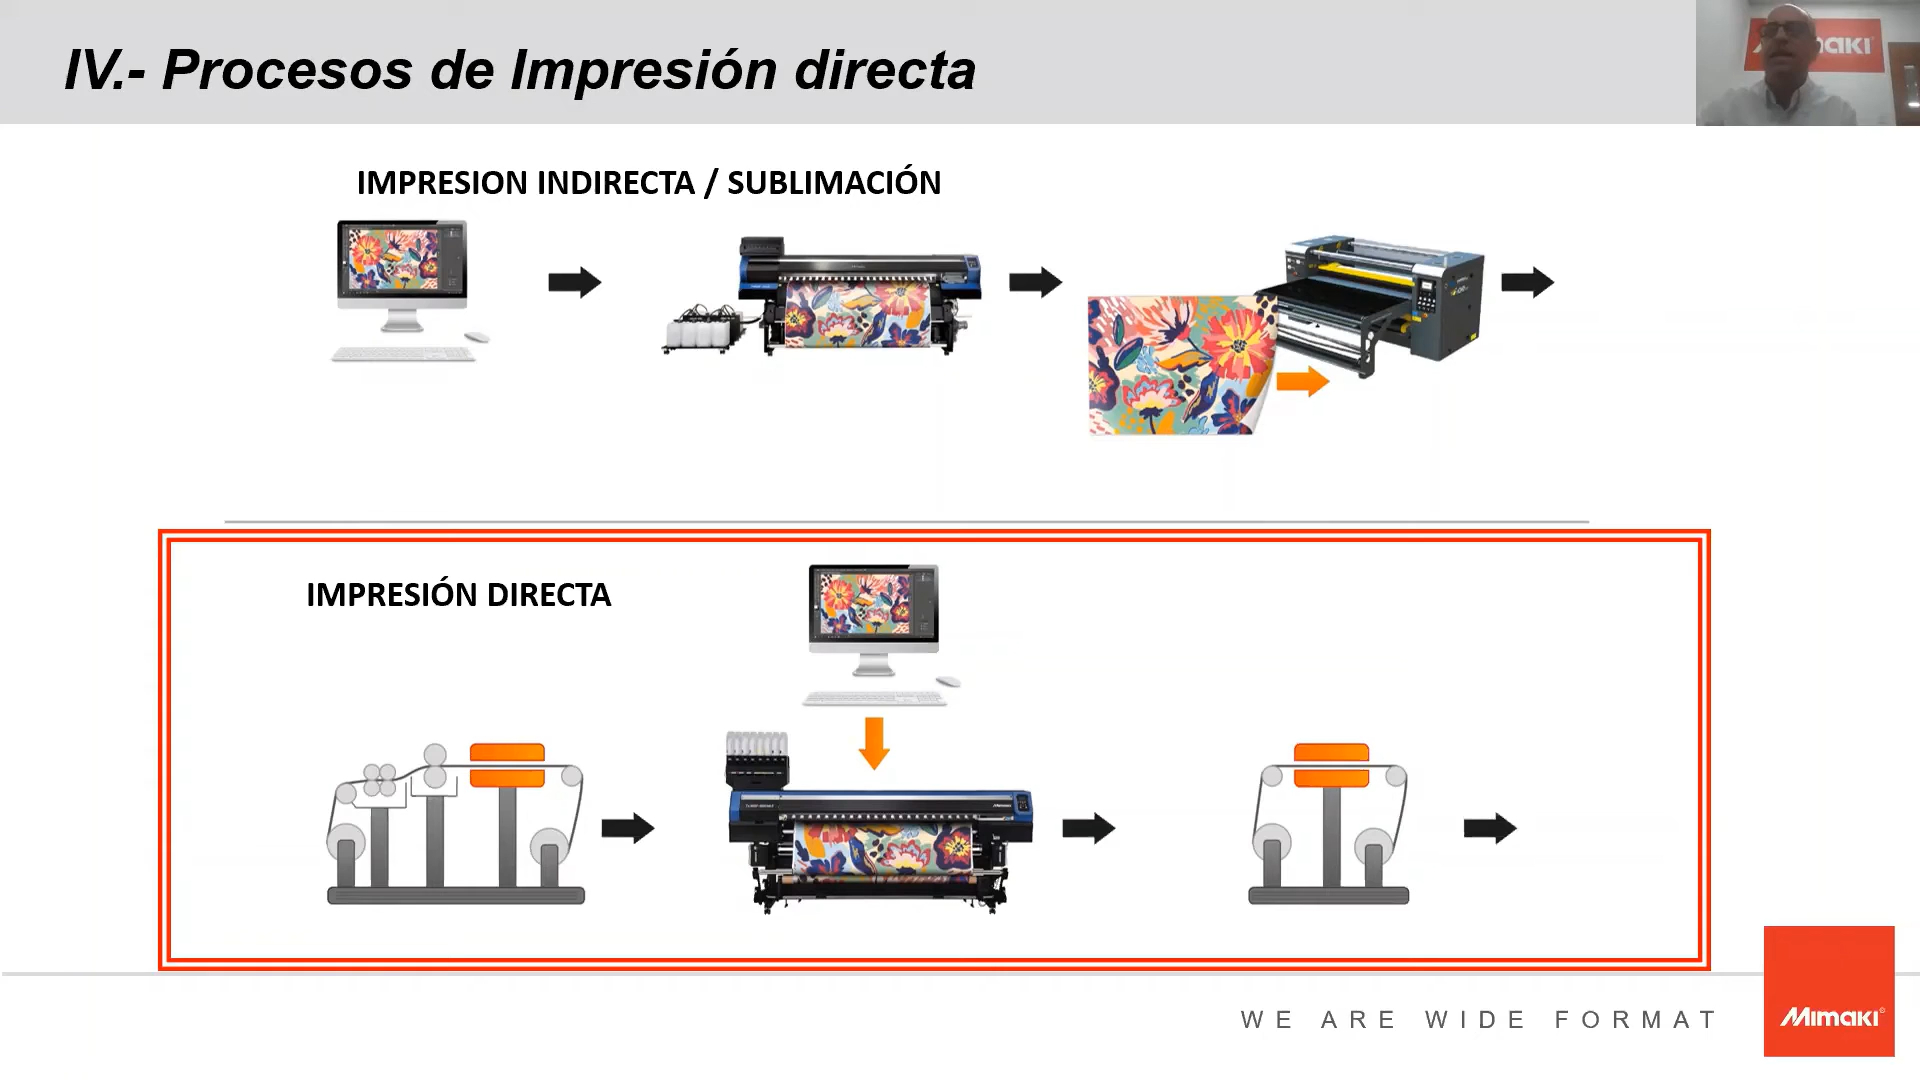 IV.- Procesos de Impresión directa
IMPRESION INDIRECTA / SUBLIMACIÓN
IMPRESIÓN DIRECTA
WE ARE WIDE FORMAT
Mimaki